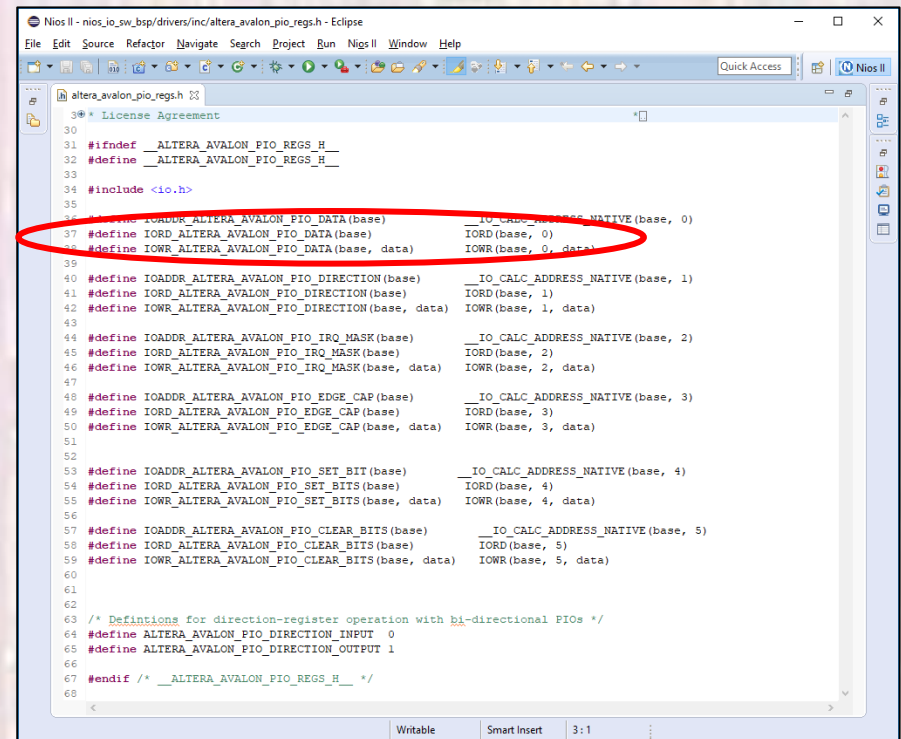 Nios II - nios_io_sw_bsp/drivers/inc/altera_avalon_pio_regs.h - Eclipse
File Edit Source Refactor Navigate Search Project Run Nios II Window Help
Quick Access Nios II
altera_avalon_pio_regs.h
3 * License Agreement *
30
31 #ifndef __ALTERA_AVALON_PIO_REGS_H__
32 #define __ALTERA_AVALON_PIO_REGS_H__
33
34 #include <io.h>
35
36 #define IOADDR_ALTERA_AVALON_PIO_DATA(base) __IO_CALC_ADDRESS_NATIVE(base, 0)
37 #define IORD_ALTERA_AVALON_PIO_DATA(base) IORD(base, 0)
38 #define IOWR_ALTERA_AVALON_PIO_DATA(base, data) IOWR(base, 0, data)
39
40 #define IOADDR_ALTERA_AVALON_PIO_DIRECTION(base) __IO_CALC_ADDRESS_NATIVE(base, 1)
41 #define IORD_ALTERA_AVALON_PIO_DIRECTION(base) IORD(base, 1)
42 #define IOWR_ALTERA_AVALON_PIO_DIRECTION(base, data) IOWR(base, 1, data)
43
44 #define IOADDR_ALTERA_AVALON_PIO_IRQ_MASK(base) __IO_CALC_ADDRESS_NATIVE(base, 2)
45 #define IORD_ALTERA_AVALON_PIO_IRQ_MASK(base) IORD(base, 2)
46 #define IOWR_ALTERA_AVALON_PIO_IRQ_MASK(base, data) IOWR(base, 2, data)
47
48 #define IOADDR_ALTERA_AVALON_PIO_EDGE_CAP(base) __IO_CALC_ADDRESS_NATIVE(base, 3)
49 #define IORD_ALTERA_AVALON_PIO_EDGE_CAP(base) IORD(base, 3)
50 #define IOWR_ALTERA_AVALON_PIO_EDGE_CAP(base, data) IOWR(base, 3, data)
51
52
53 #define IOADDR_ALTERA_AVALON_PIO_SET_BIT(base) __IO_CALC_ADDRESS_NATIVE(base, 4)
54 #define IORD_ALTERA_AVALON_PIO_SET_BITS(base) IORD(base, 4)
55 #define IOWR_ALTERA_AVALON_PIO_SET_BITS(base, data) IOWR(base, 4, data)
56
57 #define IOADDR_ALTERA_AVALON_PIO_CLEAR_BITS(base) __IO_CALC_ADDRESS_NATIVE(base, 5)
58 #define IORD_ALTERA_AVALON_PIO_CLEAR_BITS(base) IORD(base, 5)
59 #define IOWR_ALTERA_AVALON_PIO_CLEAR_BITS(base, data) IOWR(base, 5, data)
60
61
62
63 /* Defintions for direction-register operation with bi-directional PIOs */
64 #define ALTERA_AVALON_PIO_DIRECTION_INPUT 0
65 #define ALTERA_AVALON_PIO_DIRECTION_OUTPUT 1
66
67 #endif /* __ALTERA_AVALON_PIO_REGS_H__ */
68
Writable Smart Insert 3 : 1